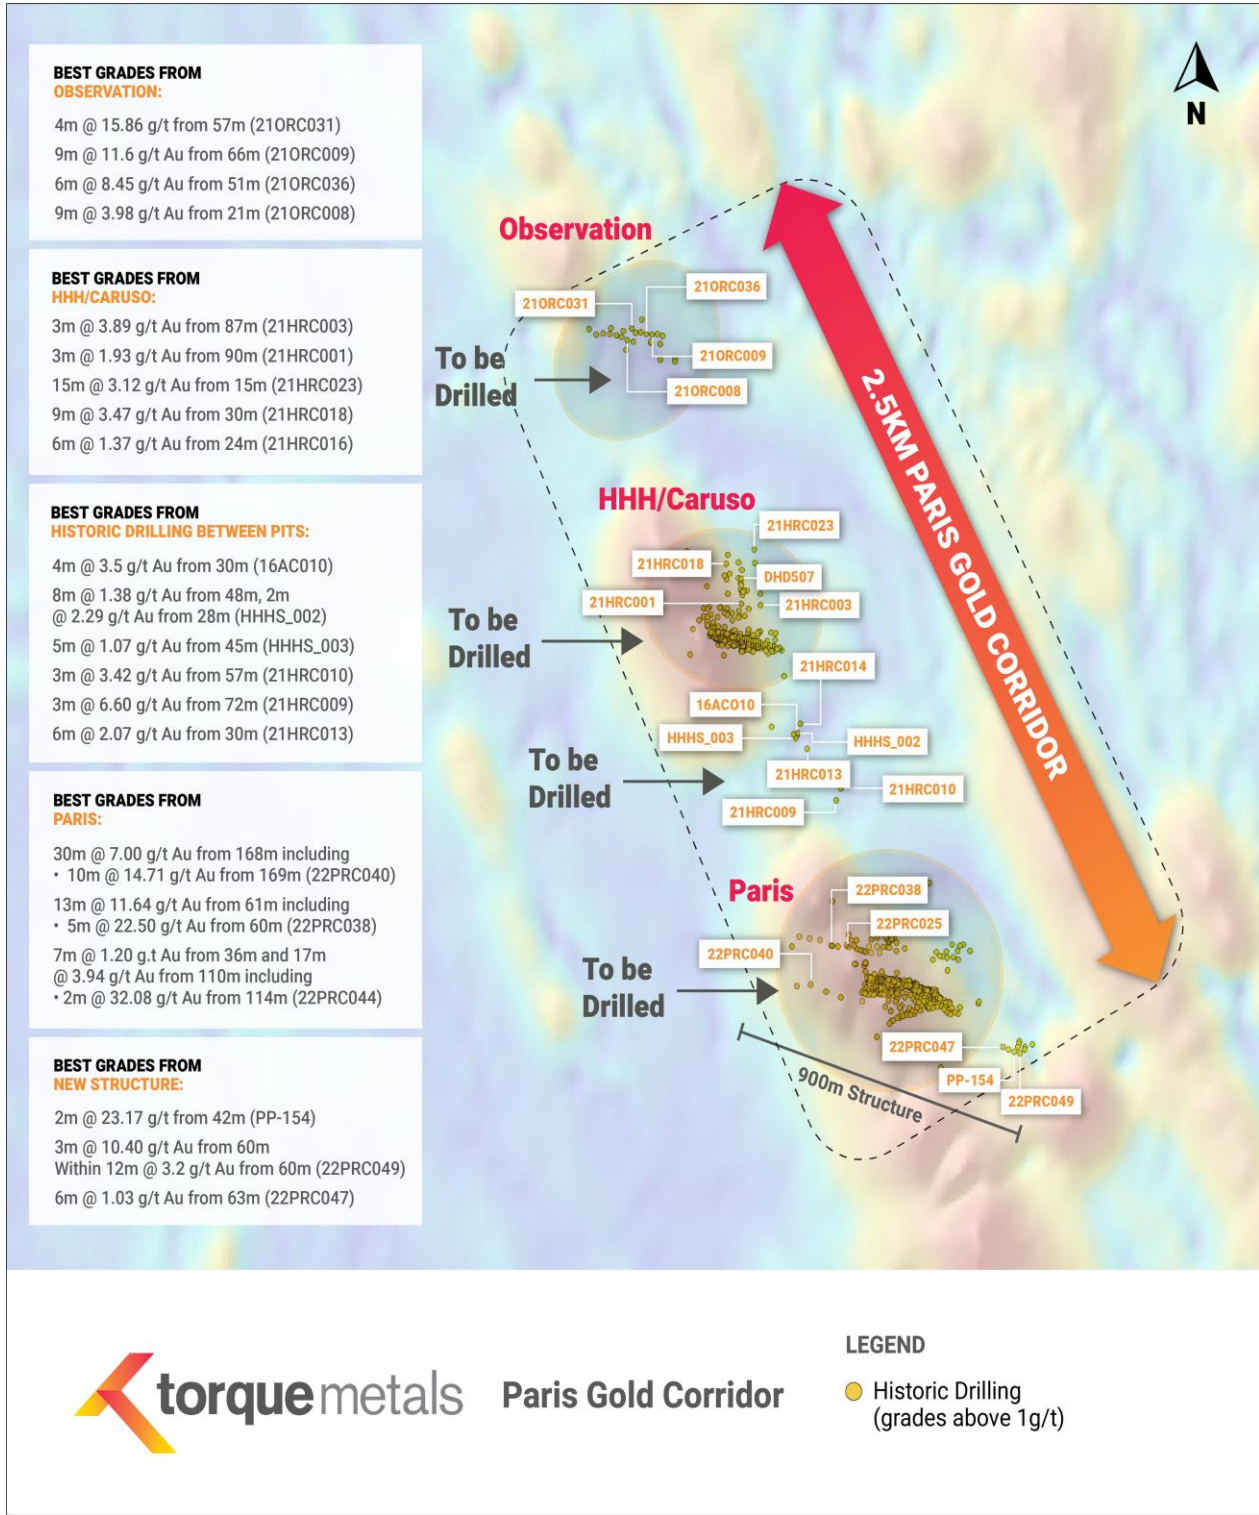 BEST GRADES FROM
OBSERVATION:
4m @ 15.86 g/t from 57m (21ORC031)
9m @ 11.6 g/t Au from 66m (21ORC009)
6m @ 8.45 g/t Au from 51m (21ORC036)
9m @ 3.98 g/t Au from 21m (21ORC008)
BEST GRADES FROM
HHH/CARUSO:
3m @ 3.89 g/t Au from 87m (21HRC003)
3m @ 1.93 g/t Au from 90m (21HRC001)
15m @ 3.12 g/t Au from 15m (21HRC023)
9m @ 3.47 g/t Au from 30m (21HRC018)
6m @ 1.37 g/t Au from 24m (21HRC016)
BEST GRADES FROM
HISTORIC DRILLING BETWEEN PITS:
4m @ 3.5 g/t Au from 30m (16AC010)
8m @ 1.38 g/t Au from 48m, 2m
@ 2.29 g/t Au from 28m (HHHS_002)
5m @ 1.07 g/t Au from 45m (HHHS_003)
3m @ 3.42 g/t Au from 57m (21HRC010)
3m @ 6.60 g/t Au from 72m (21HRC009)
6m @ 2.07 g/t Au from 30m (21HRC013)
BEST GRADES FROM
PARIS:
30m @ 7.00 g/t Au from 168m including
• 10m @ 14.71 g/t Au from 169m (22PRC040)
13m @ 11.64 g/t Au from 61m including
• 5m @ 22.50 g/t Au from 60m (22PRC038)
7m @ 1.20 g.t Au from 36m and 17m
@ 3.94 g/t Au from 110m including
• 2m @ 32.08 g/t Au from 114m (22PRC044)
BEST GRADES FROM
NEW STRUCTURE:
2m @ 23.17 g/t from 42m (PP-154)
3m @ 10.40 g/t Au from 60m
Within 12m @ 3.2 g/t Au from 60m (22PRC049)
6m @ 1.03 g/t Au from 63m (22PRC047)
N
Observation
21ORC036
21ORC031
21ORC009
21ORC008
To be
Drilled
2.5KM PARIS GOLD CORRIDOR
HHH/Caruso
21HRC023
21HRC018
DHD507
21HRC001
21HRC003
To be
Drilled
21HRC014
16AC010
HHHS_003
HHHS_002
To be
Drilled
21HRC013
21HRC010
21HRC009
Paris
22PRC038
22PRC025
22PRC040
To be
Drilled
22PRC047
PP-154
22PRC049
900m Structure
torquemetals
Paris Gold Corridor
LEGEND
Historic Drilling
(grades above 1g/t)